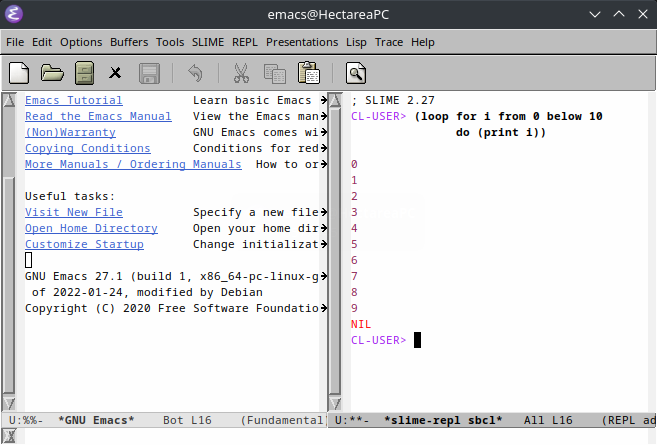 emacs@HectareaPC
File Edit Options Buffers Tools SLIME REPL Presentations Lisp Trace Help
Emacs Tutorial Learn basic Emacs
Read the Emacs Manual View the Emacs man
(Non)Warranty GNU Emacs comes wi
Copying Conditions Conditions for red
More Manuals / Ordering Manuals How to or
Useful tasks:
Visit New File Specify a new file
Open Home Directory Open your home dir
Customize Startup Change initializat
GNU Emacs 27.1 (build 1, x86_64-pc-linux-g
of 2022-01-24, modified by Debian
Copyright (C) 2020 Free Software Foundatio
U:%%- *GNU Emacs* Bot L16 (Fundamental
; SLIME 2.27
CL-USER> (loop for i from 0 below 10
do (print i))
0
1
2
3
4
5
6
7
8
9
NIL
CL-USER>
U:**- *slime-repl sbcl* All L16 (REPL ad